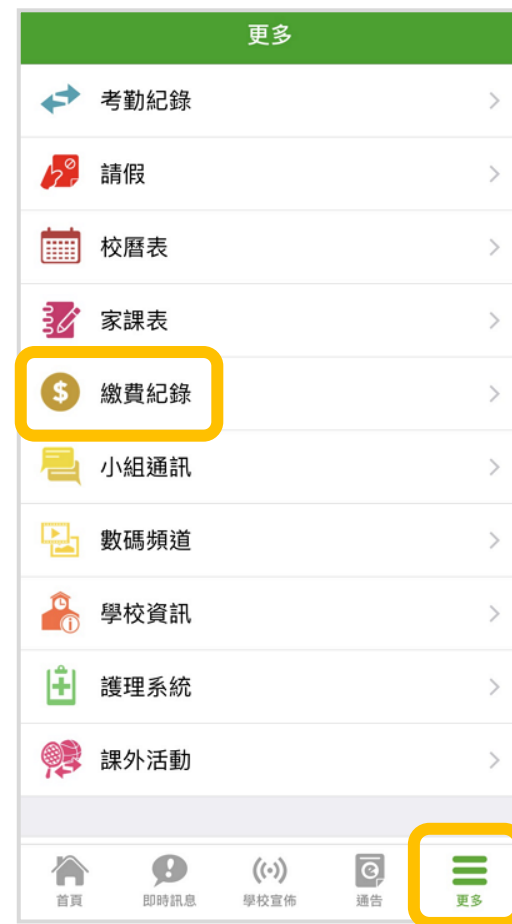 更多
考勤紀錄
請假
校曆表
家課表
$ 繳費紀錄
小組通訊
數碼頻道
學校資訊
護理系統
課外活動
首頁 即時訊息 學校宣佈 通告 更多